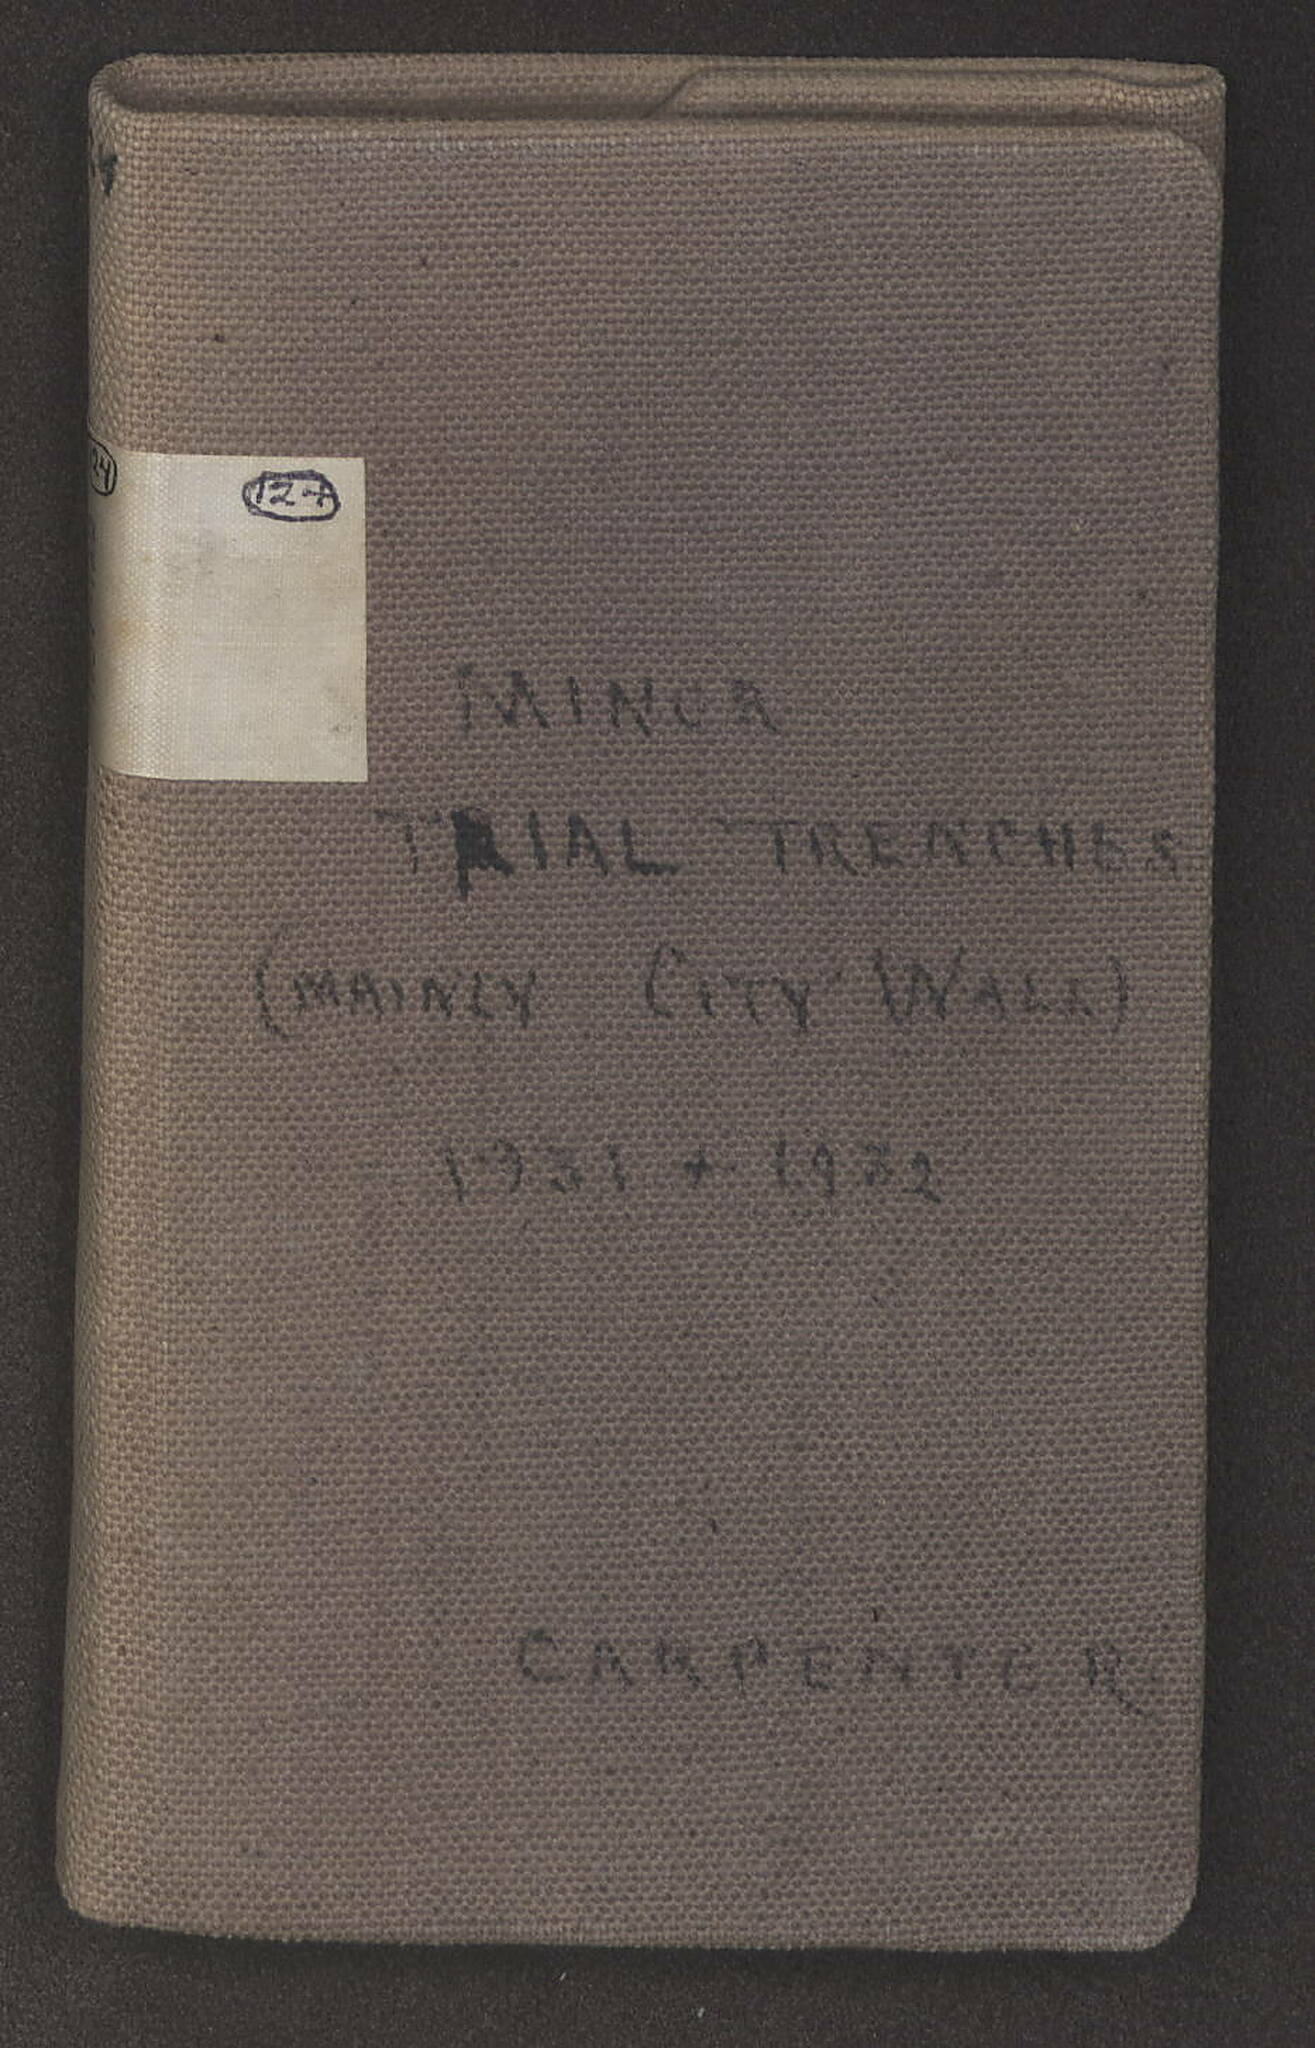 124
MINOR
TRIAL TRENCHES
(MAINLY CITY WALL)
1931 + 1932
CARPENTER